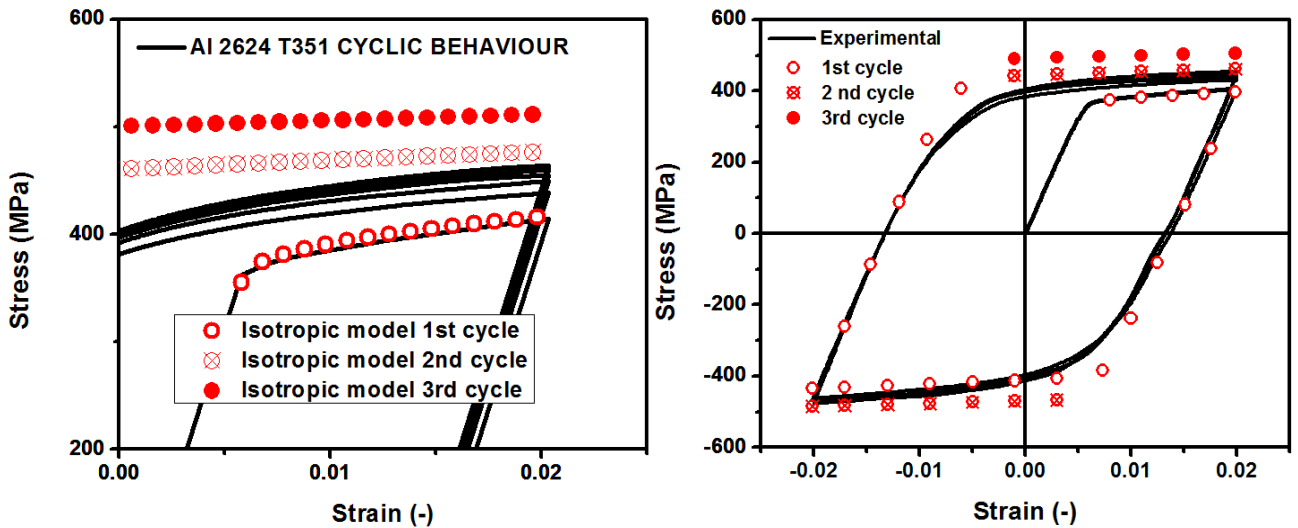 600
400
200
0.00
0.01
0.02
Stress (MPa)
Strain (-)
Al 2624 T351 CYCLIC BEHAVIOUR
Isotropic model 1st cycle
Isotropic model 2nd cycle
Isotropic model 3rd cycle
600
400
200
0
-200
-400
-600
-0.02
-0.01
0.00
0.01
0.02
Stress (MPa)
Strain (-)
Experimental
1st cycle
2 nd cycle
3rd cycle